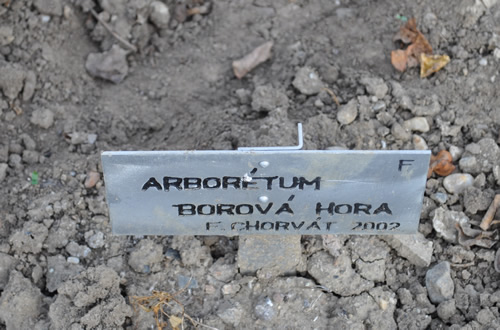 F
ARBORÉTUM
BOROVÁ HORA
F. CHORVÁT 2002